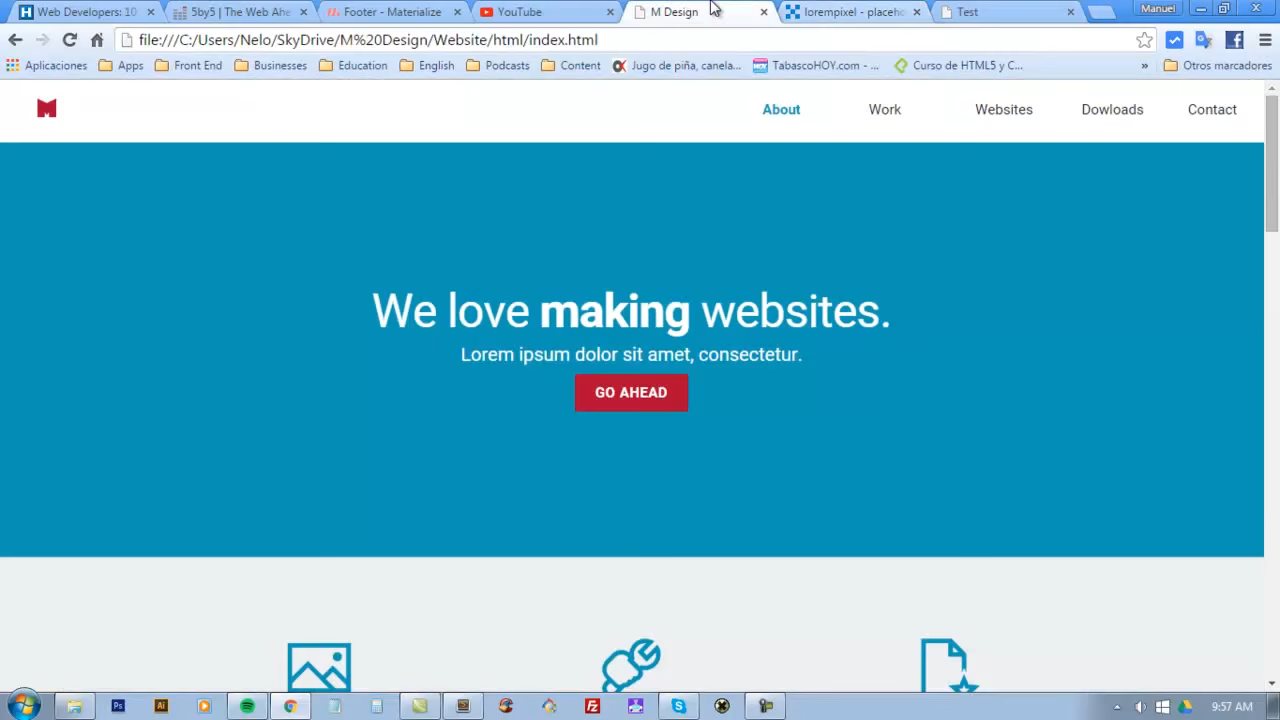 Web Developers: 10
5by5 | The Web Ahe
Footer - Materialize
YouTube
M Design
lorempixel - placeho
Test
Manuel
file:///C:/Users/Nelo/SkyDrive/M%20Design/Website/html/index.html
Aplicaciones
Apps
Front End
Businesses
Education
English
Podcasts
Content
Jugo de piña, canela...
TabascoHOY.com - ...
Curso de HTML5 y C...
»
Otros marcadores
About
Work
Websites
Dowloads
Contact
We love making websites.
Lorem ipsum dolor sit amet, consectetur.
GO AHEAD
9:57 AM